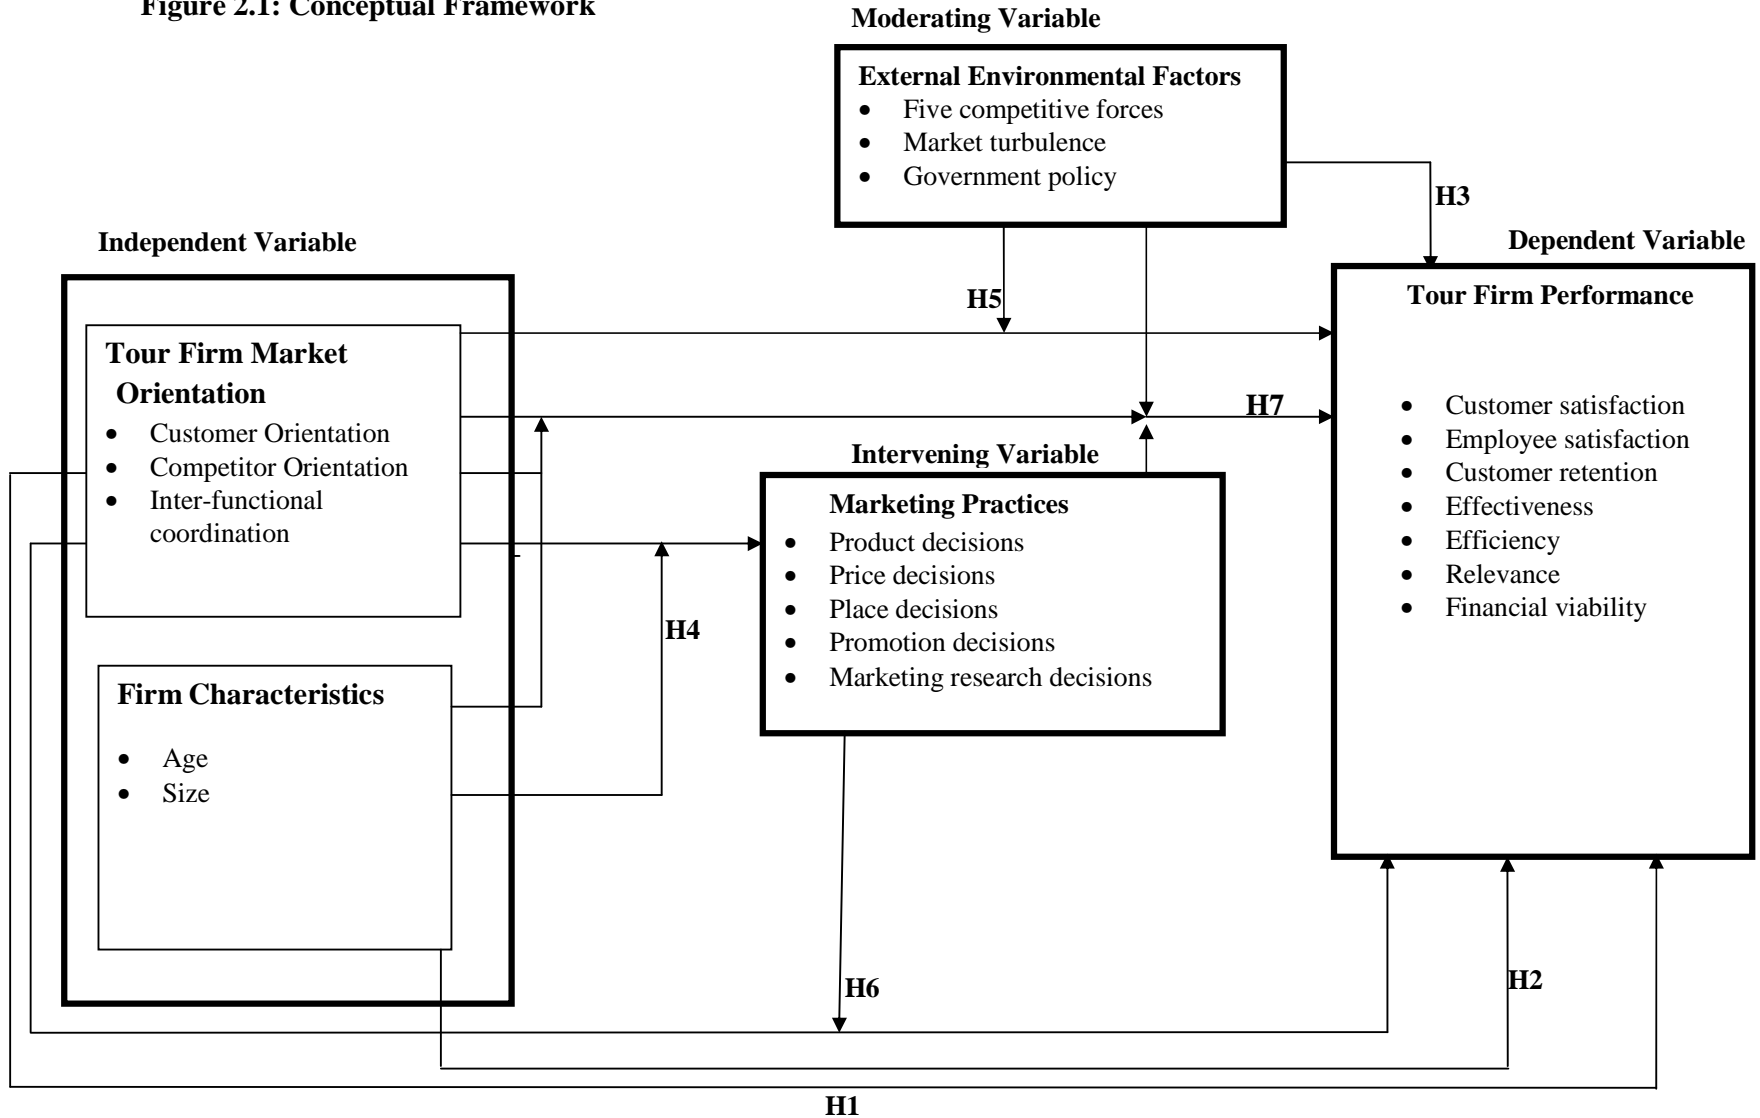 Figure 2.1: Conceptual Framework
Moderating Variable
External Environmental Factors
• Five competitive forces
• Market turbulence
• Government policy
H3
Independent Variable
Dependent Variable
H5
Tour Firm Performance
Tour Firm Market
Orientation
• Customer Orientation
• Competitor Orientation
• Inter-functional
coordination
H7
• Customer satisfaction
• Employee satisfaction
• Customer retention
• Effectiveness
• Efficiency
• Relevance
• Financial viability
Intervening Variable
Marketing Practices
• Product decisions
• Price decisions
• Place decisions
• Promotion decisions
• Marketing research decisions
H4
Firm Characteristics
• Age
• Size
H6
H2
H1